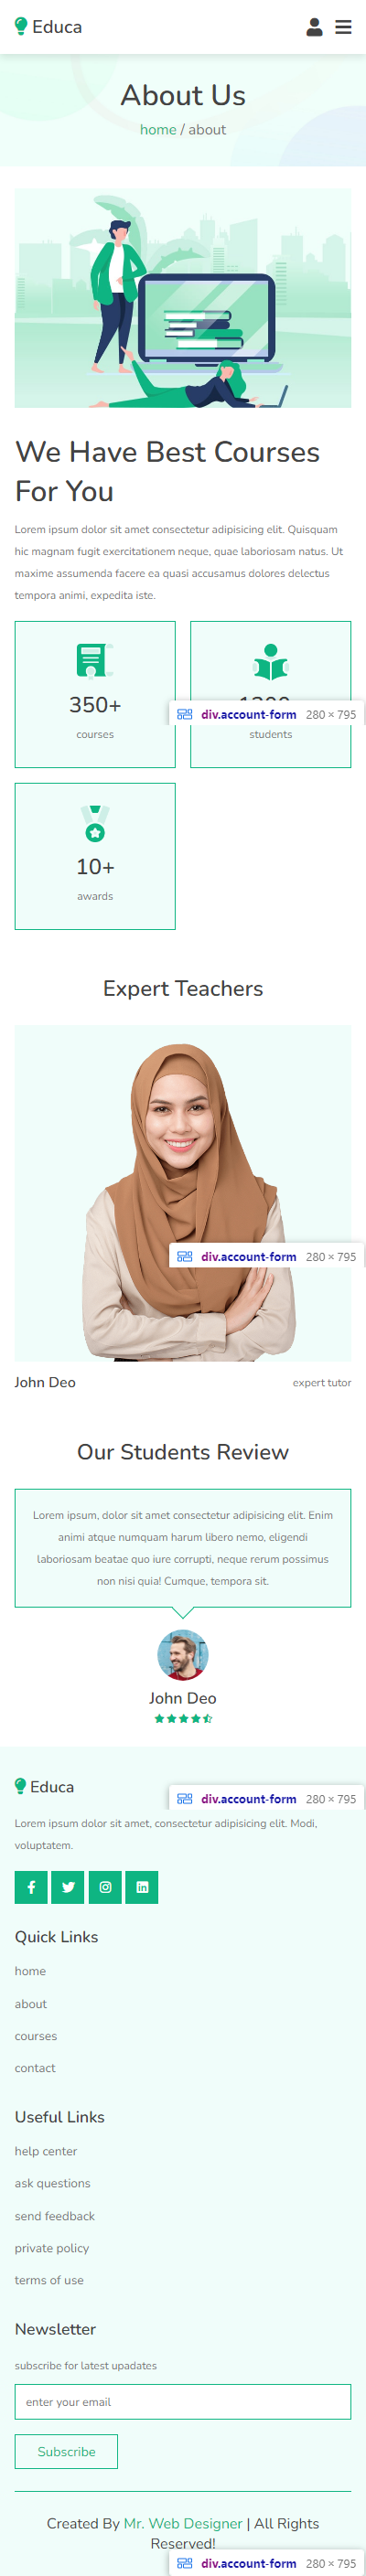 Educa
About Us
home / about
We Have Best Courses
For You
Lorem ipsum dolor sit amet consectetur adipisicing elit. Quisquam
hic magnam fugit exercitationem neque, quae laboriosam natus. Ut
maxime assumenda facere ea quasi accusamus dolores delectus
tempora animi, expedita iste.
350+
courses
div.account-form 280 × 795
students
10+
awards
Expert Teachers
div.account-form 280 × 795
John Deo
expert tutor
Our Students Review
Lorem ipsum, dolor sit amet consectetur adipisicing elit. Enim
animi atque numquam harum libero nemo, eligendi
laboriosam beatae quo iure corrupti, neque rerum possimus
non nisi quia! Cumque, tempora sit.
John Deo
Educa
div.account-form 280 × 795
Lorem ipsum dolor sit amet, consectetur adipisicing elit. Modi,
voluptatem.
Quick Links
home
about
courses
contact
Useful Links
help center
ask questions
send feedback
private policy
terms of use
Newsletter
subscribe for latest upadates
enter your email
Subscribe
Created By Mr. Web Designer | All Rights
Reserved!
div.account-form 280 × 795